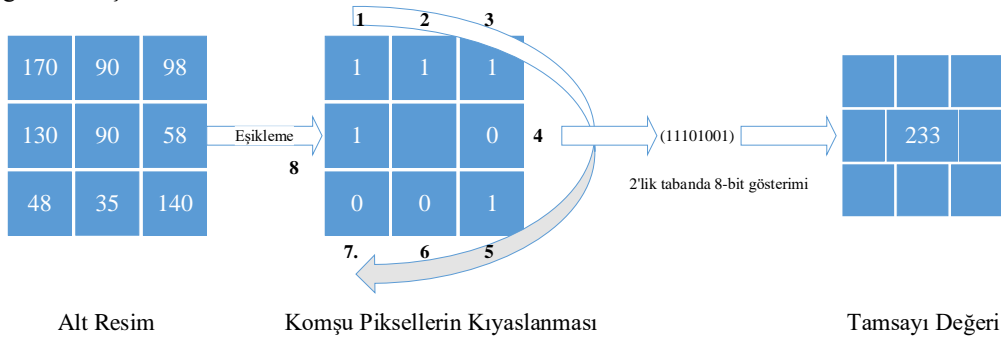 1 2 3
170 90 98
130 90 58
48 35 140
Eşikleme
8
1 1 1
1 0
0 0 1
4
7. 6 5
(11101001)
2'lik tabanda 8-bit gösterimi
233
Alt Resim
Komşu Piksellerin Kıyaslanması
Tamsayı Değeri